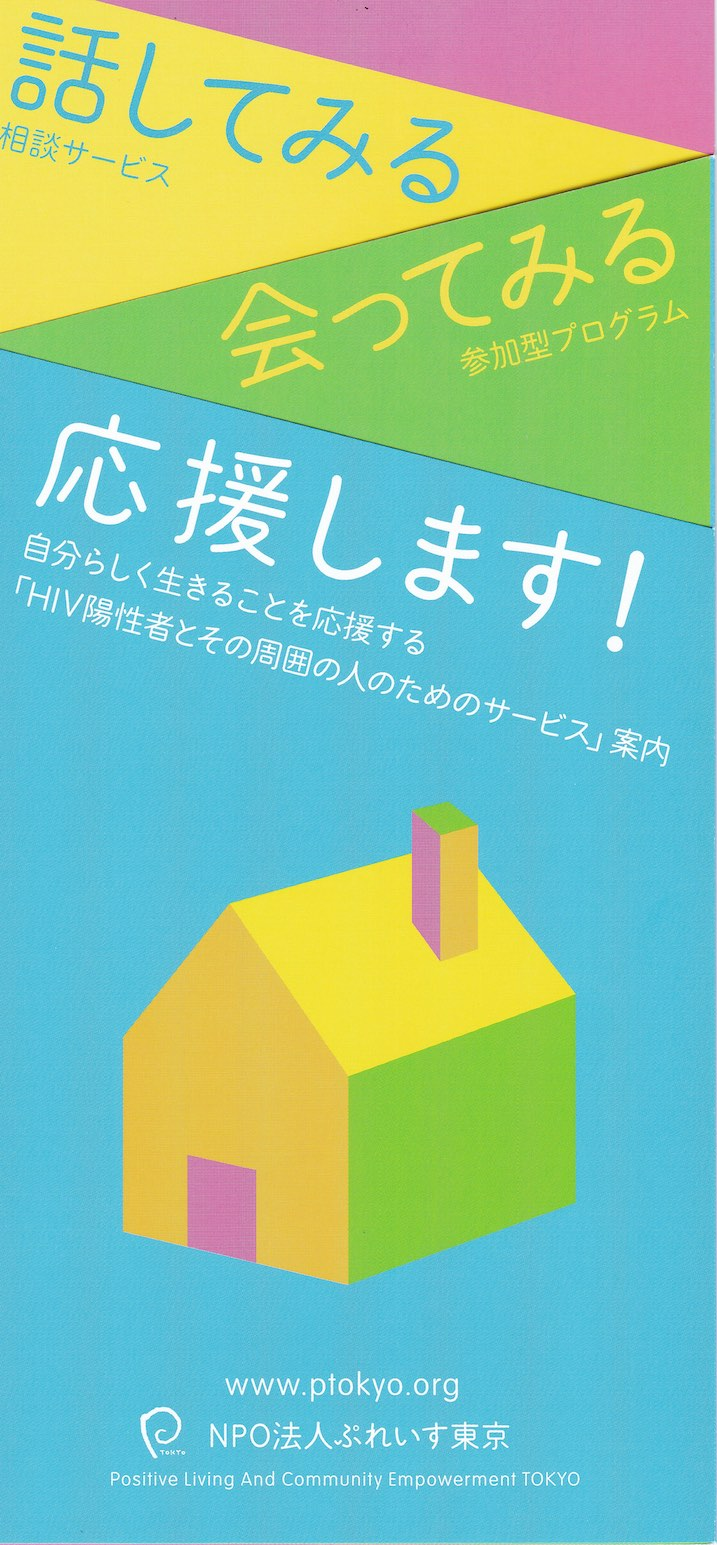 話してみる
相談サービス
会ってみる
参加型プログラム
応援します!
自分らしく生きることを応援する
「HIV陽性者とその周囲の人のためのサービス」案内
www.ptokyo.org
TOKYO
NPO法人ぷれいす東京
Positive Living And Community Empowerment TOKYO